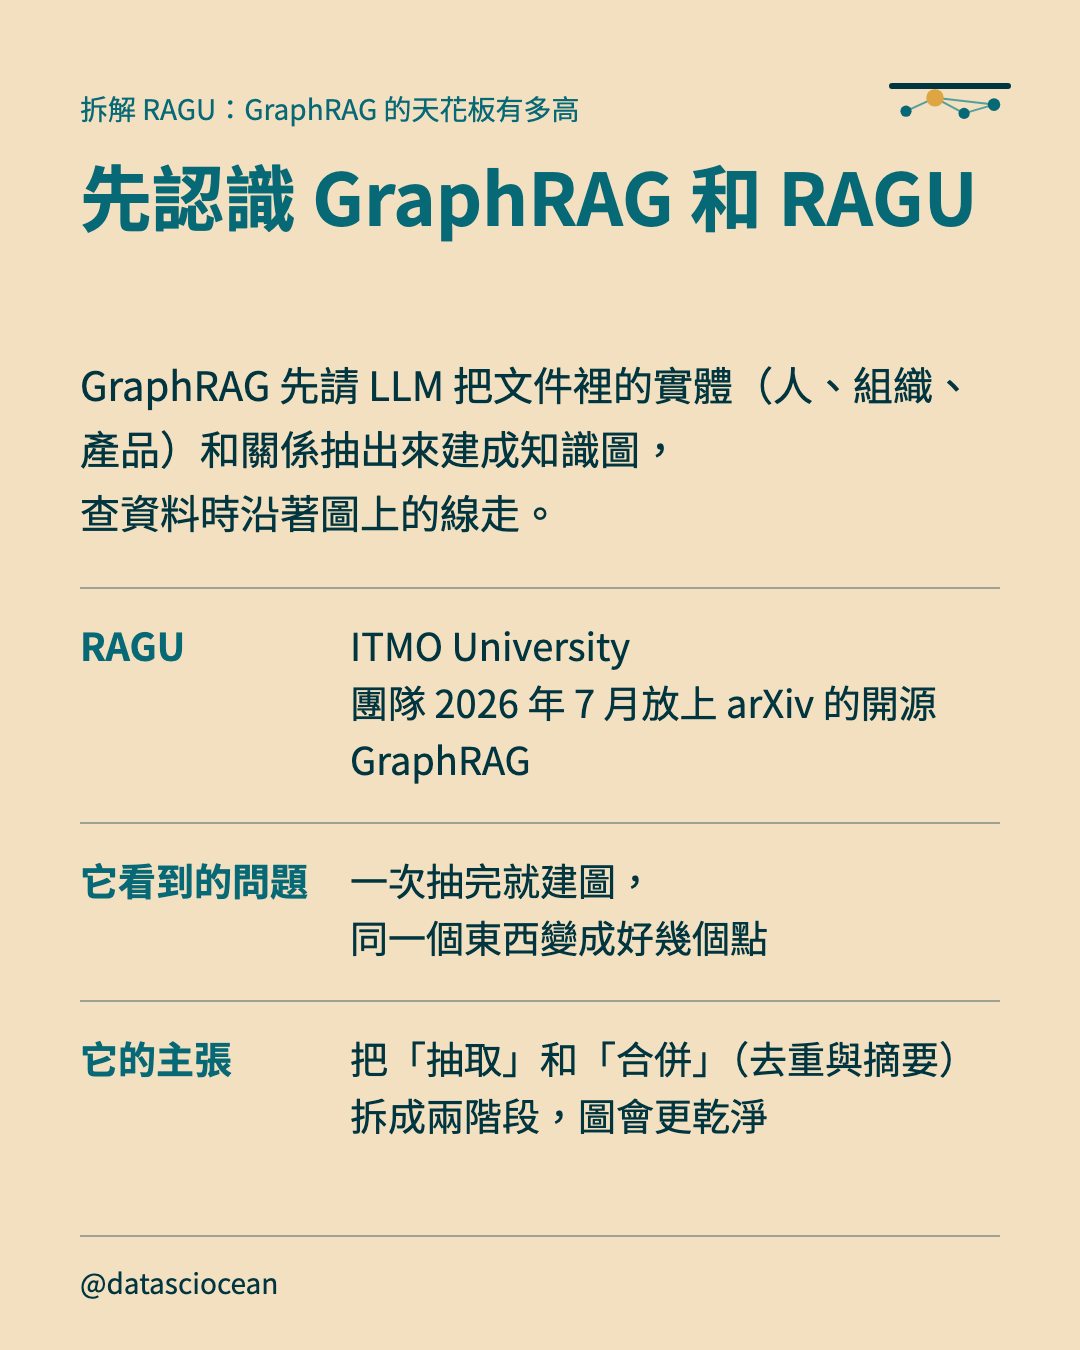 拆解 RAGU：GraphRAG 的天花板有多高
先認識 GraphRAG 和 RAGU
GraphRAG 先請 LLM 把文件裡的實體（人、組織、
產品）和關係抽出來建成知識圖，
查資料時沿著圖上的線走。
RAGU
ITMO University
團隊 2026 年 7 月放上 arXiv 的開源
GraphRAG
它看到的問題
一次抽完就建圖，
同一個東西變成好幾個點
它的主張
把「抽取」和「合併」（去重與摘要）
拆成兩階段，圖會更乾淨
@datasciocean